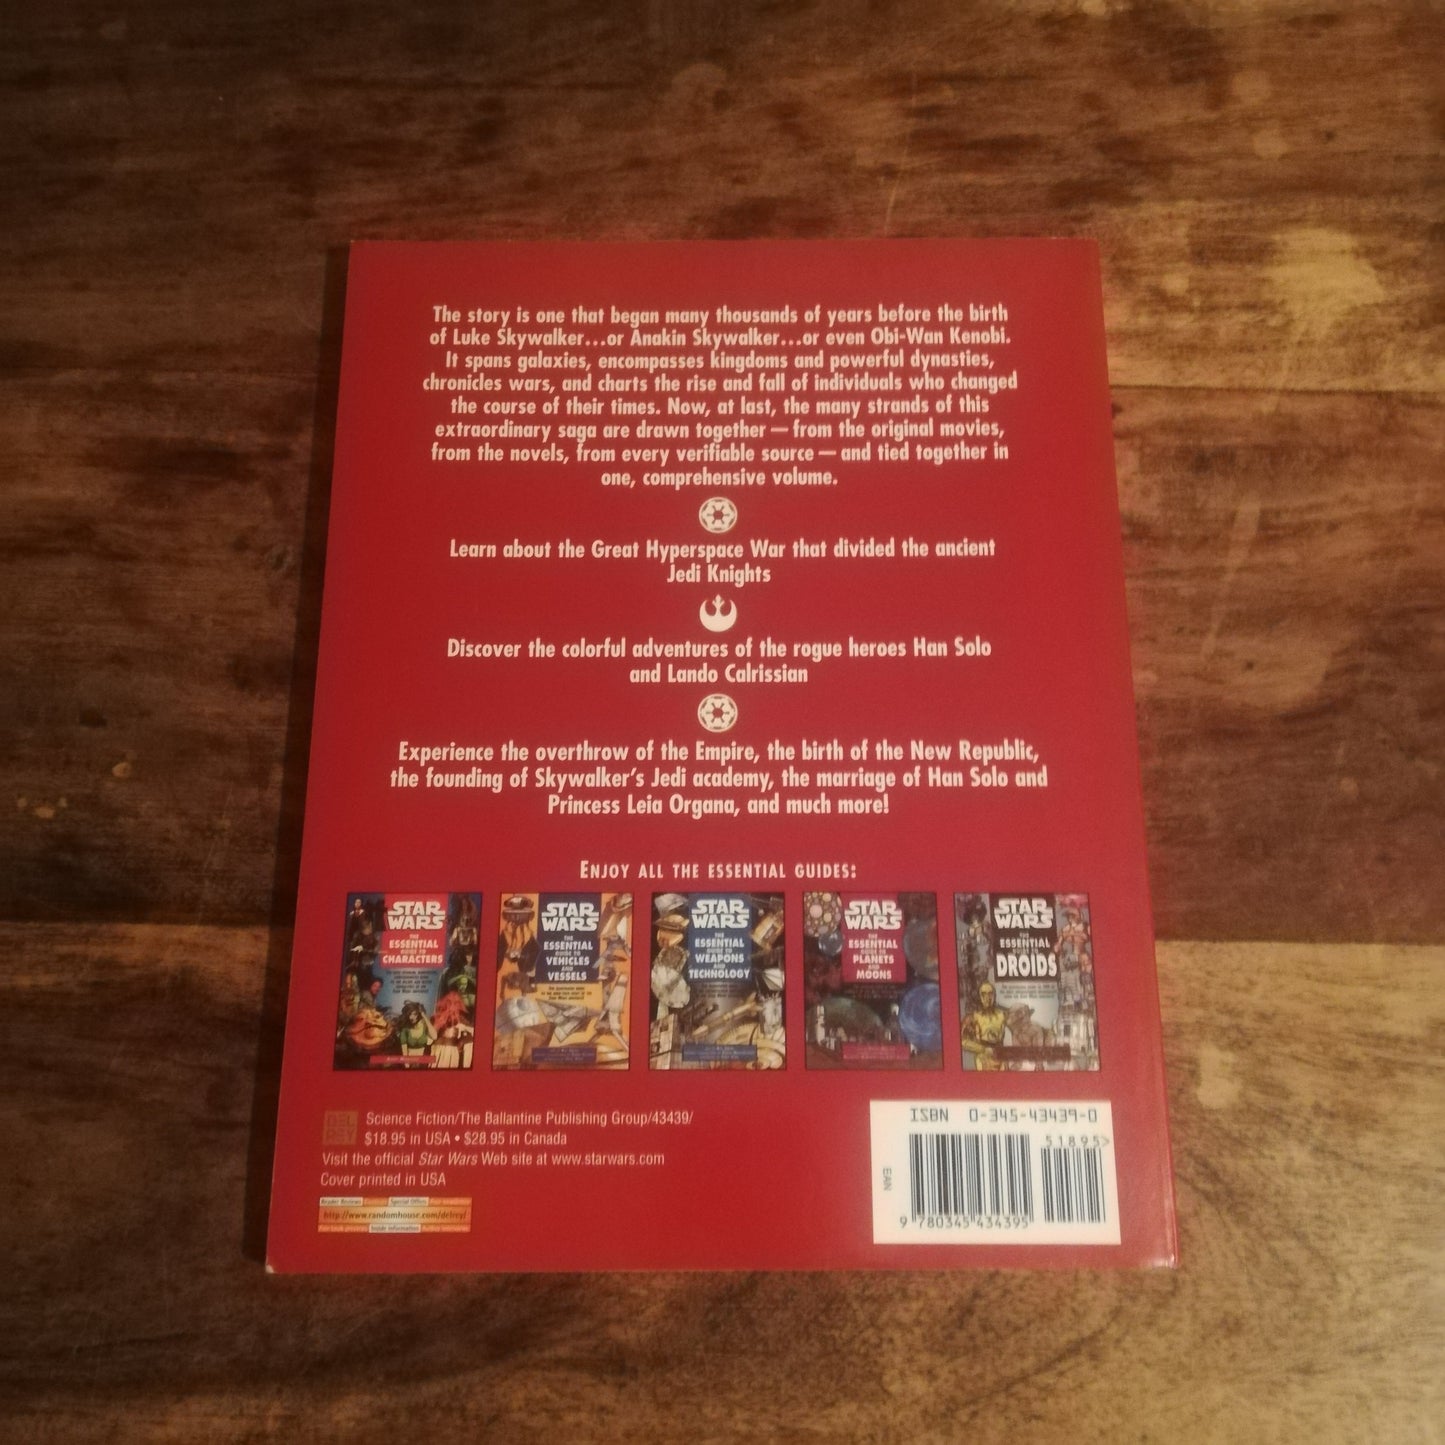 The story is one that began many thousands of years before the birth
of Luke Skywalker...or Anakin Skywalker...or even Obi-Wan Kenobi.
It spans galaxies, encompasses kingdoms and powerful dynasties,
chronicles wars, and charts the rise and fall of individuals who changed
the course of their times. Now, at last, the many strands of this
extraordinary saga are drawn together — from the original movies,
from the novels, from every verifiable source — and tied together in
one, comprehensive volume.
Learn about the Great Hyperspace War that divided the ancient
Jedi Knights
Discover the colorful adventures of the rogue heroes Han Solo
and Lando Calrissian
Experience the overthrow of the Empire, the birth of the New Republic,
the founding of Skywalker's Jedi academy, the marriage of Han Solo and
Princess Leia Organa, and much more!
ENJOY ALL THE ESSENTIAL GUIDES:
STAR
WARS
THE
ESSENTIAL
GUIDE TO
CHARACTERS
STAR
WARS
THE
ESSENTIAL
GUIDE TO
VEHICLES
AND
VESSELS
STAR
WARS
THE
ESSENTIAL
GUIDE TO
WEAPONS
AND
TECHNOLOGY
STAR
WARS
THE
ESSENTIAL
GUIDE TO
PLANETS
AND
MOONS
STAR
WARS
THE
ESSENTIAL
GUIDE TO
DROIDS
DEL
REY
Science Fiction/The Ballantine Publishing Group/43439/
$18.95 in USA • $28.95 in Canada
Visit the official Star Wars Web site at www.starwars.com
Cover printed in USA
Reader Reviews Special Offers
http://www.randomhouse.com/delrey/
Inside information Author interviews
ISBN 0-345-43439-0
51895>
EAN
9 780345 434395